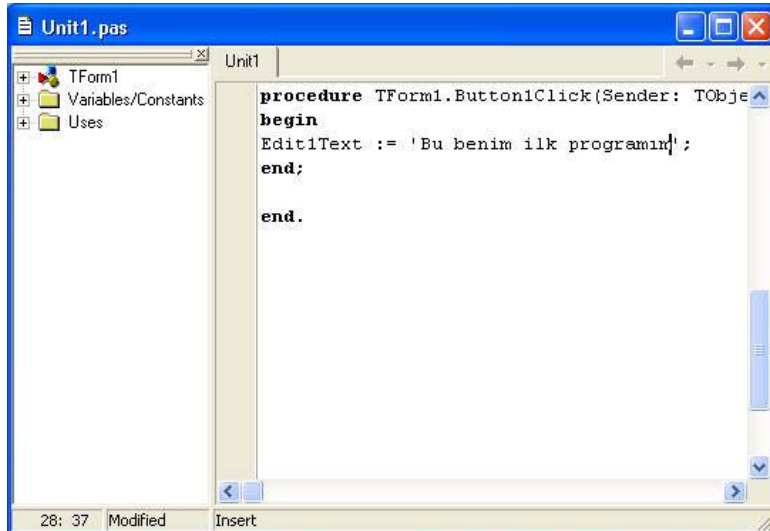 Unit1.pas
TForm1
Variables/Constants
Uses
Unit1
procedure TForm1.Button1Click(Sender: TObje
begin
Edit1Text := 'Bu benim ilk programım';
end;
end.
28: 37 Modified Insert